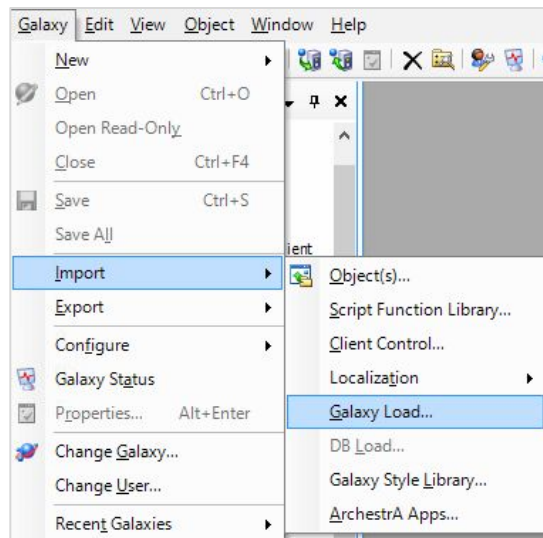 Galaxy Edit View Object Window Help
New
Open Ctrl+O
Open Read-Only
Close Ctrl+F4
Save Ctrl+S
Save All
ient
Import
Export
Configure
Galaxy Status
Properties... Alt+Enter
Change Galaxy...
Change User...
Recent Galaxies
Object(s)...
Script Function Library...
Client Control...
Localization
Galaxy Load...
DB Load...
Galaxy Style Library...
ArchestrA Apps...